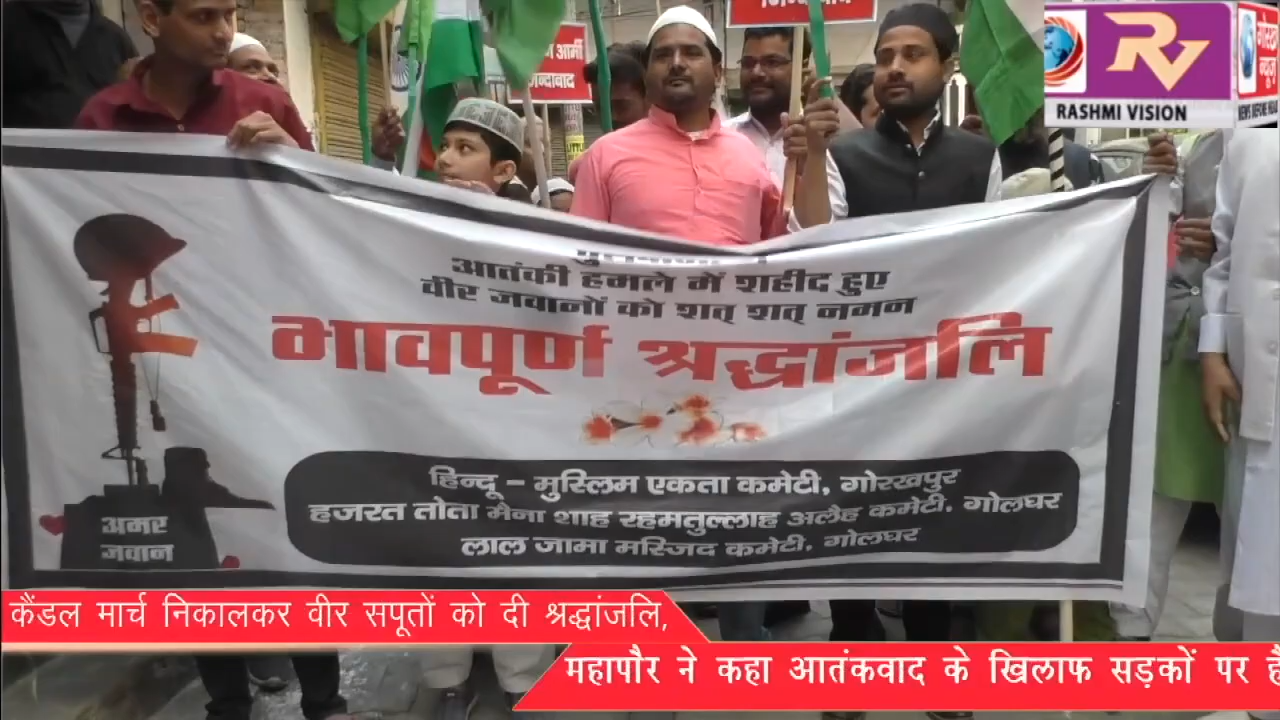 र्मी
जिन्दाबाद
RV
RASHMI VISION
आतंकी हमले में शहीद हुए
वीर जवानों को शत् शत् नमन
भावपूर्ण श्रद्धांजलि
अमर
जवान
हिन्दू - मुस्लिम एकता कमेटी, गोरखपुर
हजरत तोता मैना शाह रहमतुल्लाह अलैह कमेटी, गोलघर
लाल जामा मस्जिद कमेटी, गोलघर
कैंडल मार्च निकालकर वीर सपूतों को दी श्रद्धांजलि,
महापौर ने कहा आतंकवाद के खिलाफ सड़कों पर है